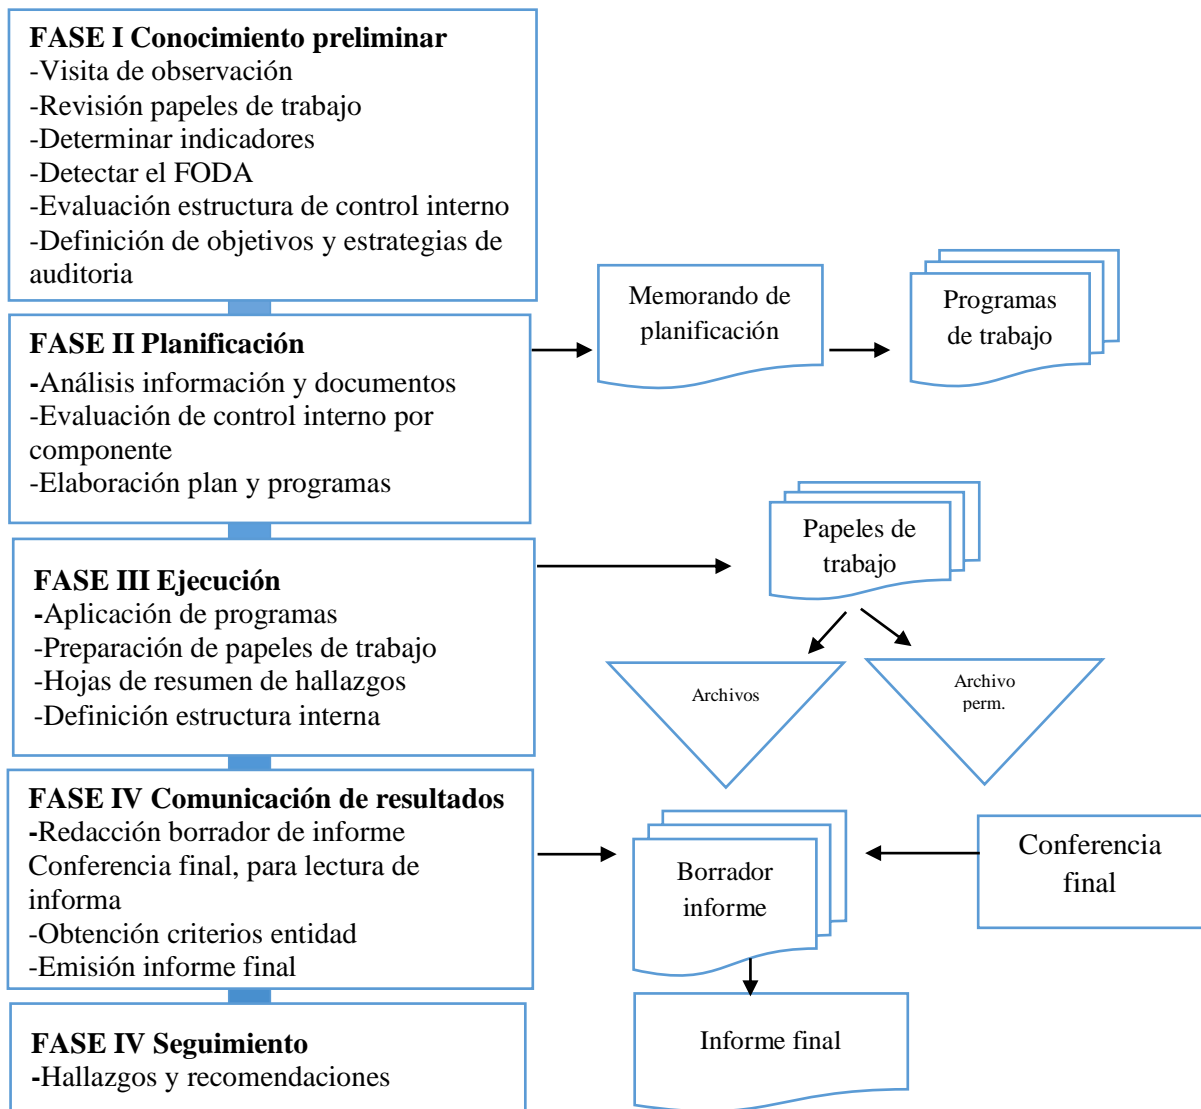 FASE I Conocimiento preliminar
-Visita de observación
-Revisión papeles de trabajo
-Determinar indicadores
-Detectar el FODA
-Evaluación estructura de control interno
-Definición de objetivos y estrategias de
auditoria
FASE II Planificación
-Análisis información y documentos
-Evaluación de control interno por
componente
-Elaboración plan y programas
Memorando de
planificación
Programas
de trabajo
FASE III Ejecución
-Aplicación de programas
-Preparación de papeles de trabajo
-Hojas de resumen de hallazgos
-Definición estructura interna
Papeles de
trabajo
Archivos
Archivo
perm.
FASE IV Comunicación de resultados
-Redacción borrador de informe
Conferencia final, para lectura de
informa
-Obtención criterios entidad
-Emisión informe final
Borrador
informe
Conferencia
final
FASE IV Seguimiento
-Hallazgos y recomendaciones
Informe final